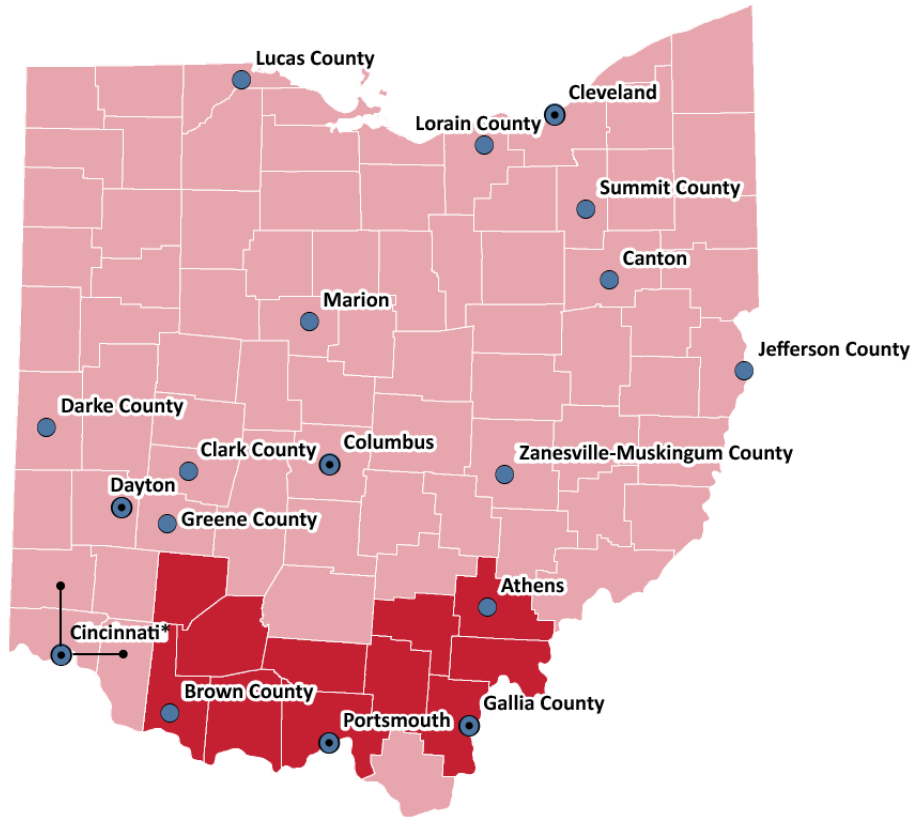 Lucas County
Cleveland
Lorain County
Summit County
Canton
Marion
Jefferson County
Darke County
Clark County
Columbus
Zanesville-Muskingum County
Dayton
Greene County
Athens
Cincinnati*
Brown County
Gallia County
Portsmouth